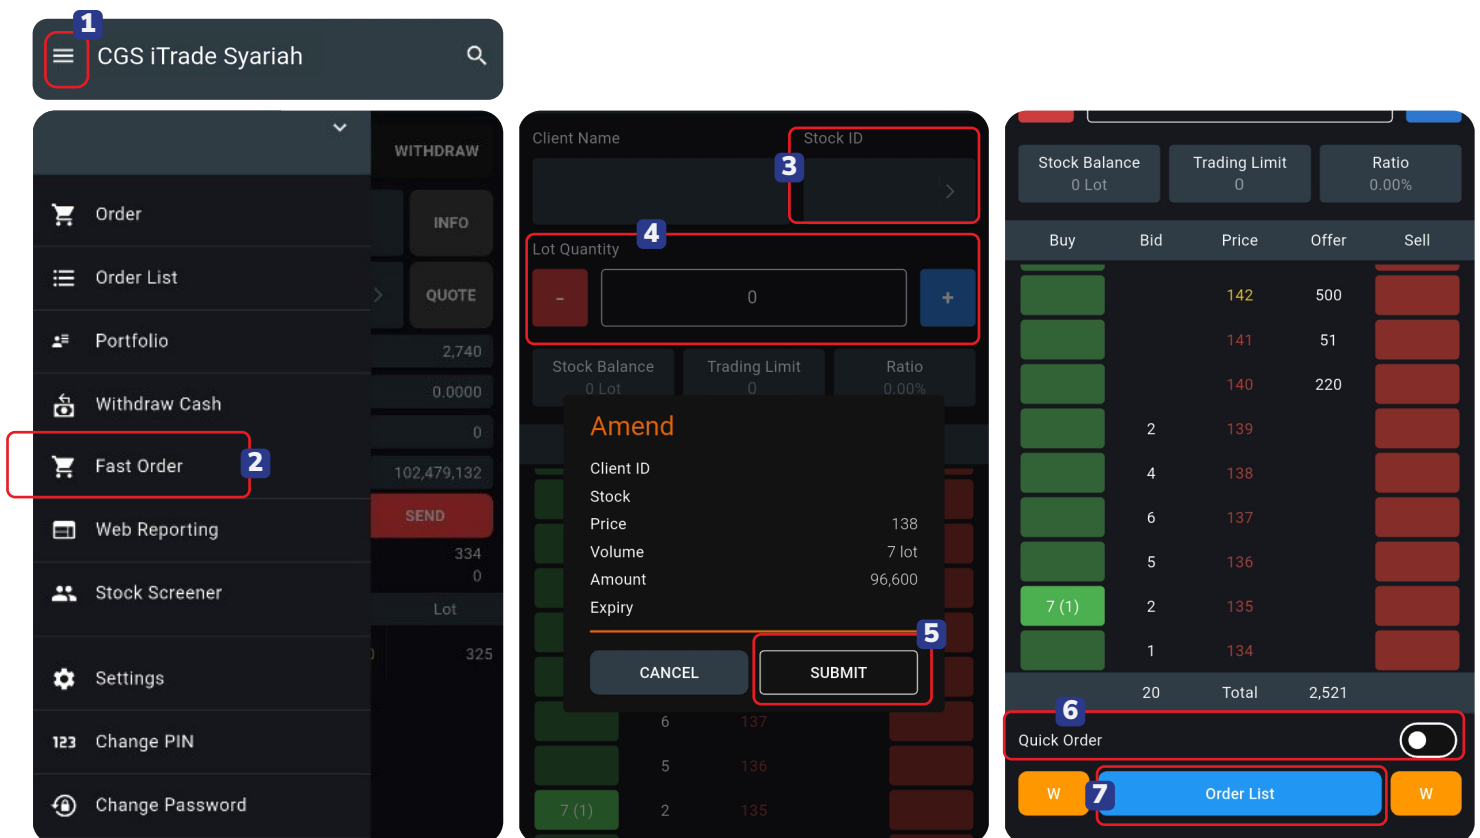 1
CGS iTrade Syariah
WITHDRAW
Order
INFO
Order List
QUOTE
Portfolio
2,740
Withdraw Cash
0.0000
0
Fast Order
2
102,479,132
SEND
Web Reporting
334
0
Stock Screener
Lot
325
Settings
123 Change PIN
Change Password
Client Name
Stock ID
3
4
Lot Quantity
-
0
+
Stock Balance
Trading Limit
Ratio
0 Lot
0
0.00%
Amend
Client ID
Stock
Price 138
Volume 7 lot
Amount 96,600
Expiry
5
CANCEL
SUBMIT
6 137
5 136
7 (1) 2 135
Stock Balance
Trading Limit
Ratio
0 Lot
0
0.00%
Buy Bid Price Offer Sell
142 500
141 51
140 220
2 139
4 138
6 137
5 136
7 (1) 2 135
1 134
20 Total 2,521
6
Quick Order
W
7
Order List
W